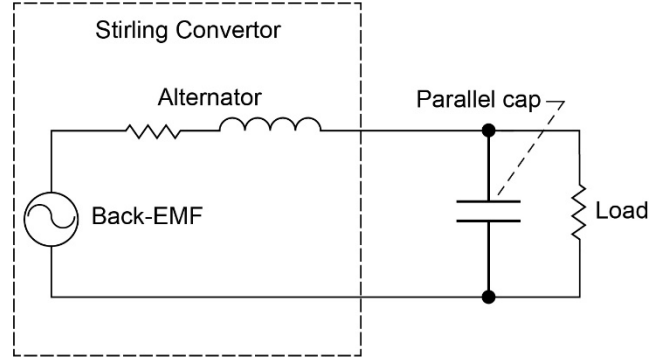 Stirling Convertor
Alternator
Parallel cap
Back-EMF
Load